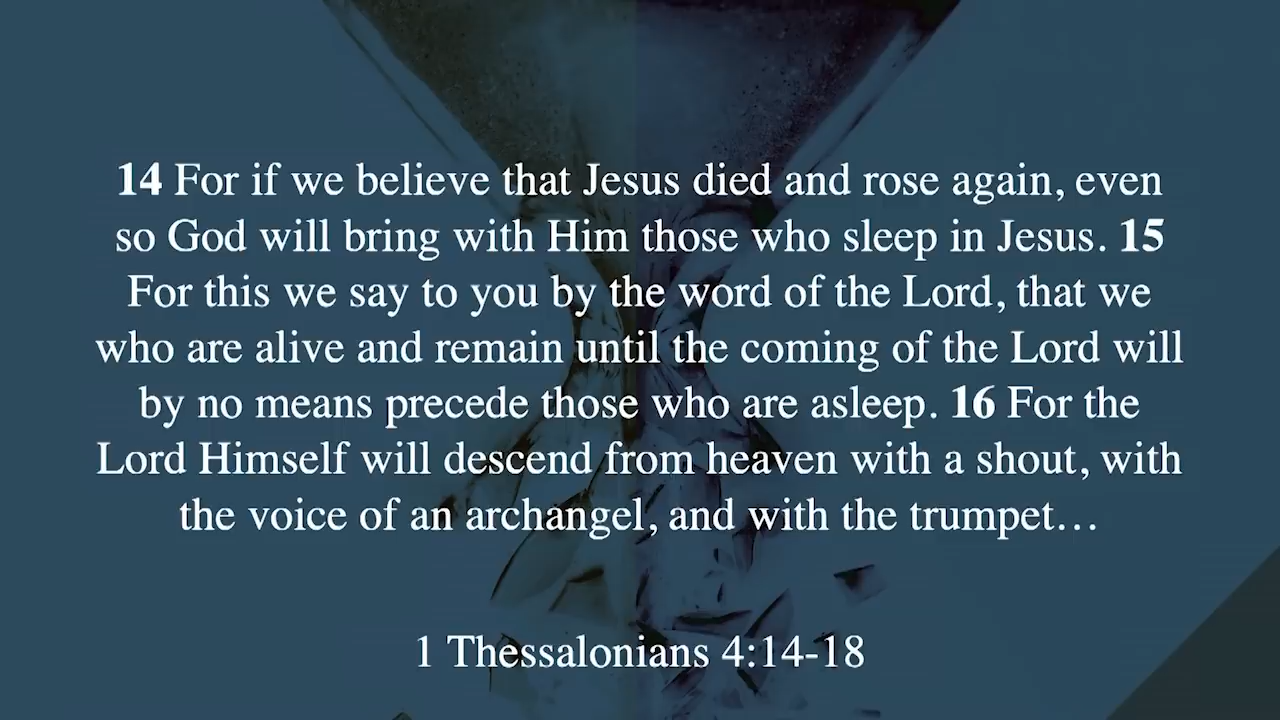 14 For if we believe that Jesus died and rose again, even
so God will bring with Him those who sleep in Jesus. 15
For this we say to you by the word of the Lord, that we
who are alive and remain until the coming of the Lord will
by no means precede those who are asleep. 16 For the
Lord Himself will descend from heaven with a shout, with
the voice of an archangel, and with the trumpet…
1 Thessalonians 4:14-18